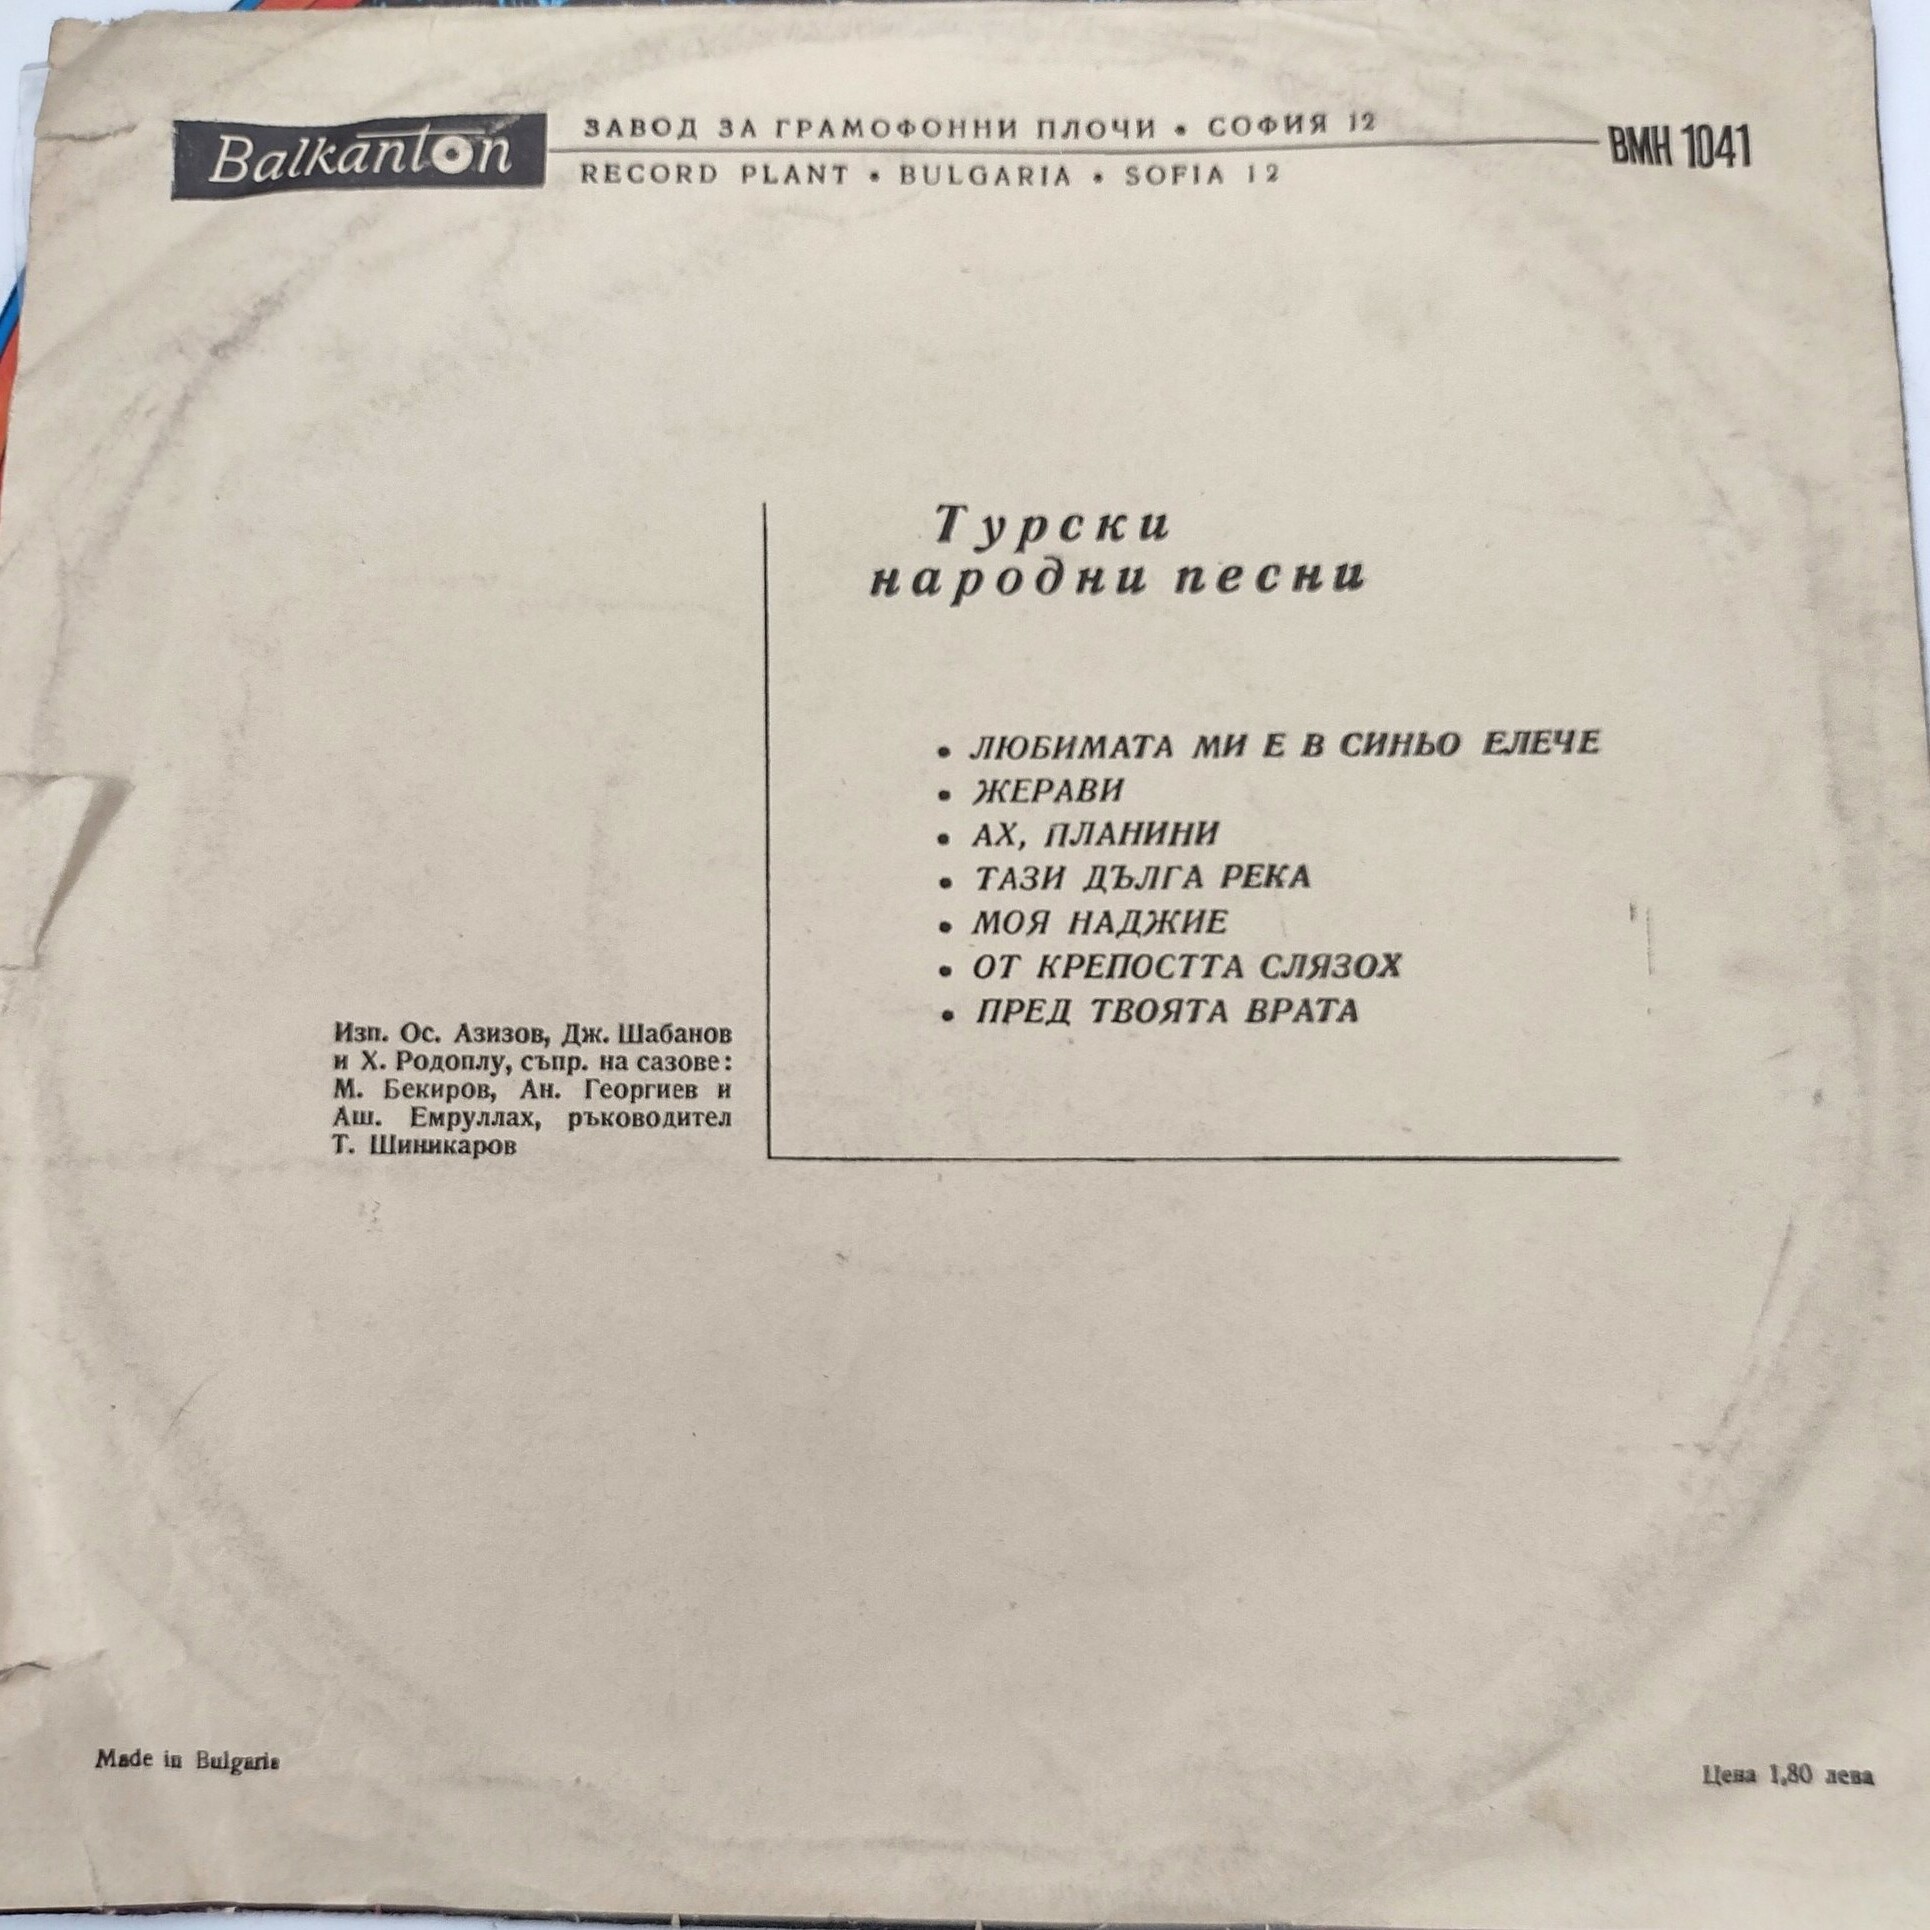 Balkanton
ЗАВОД ЗА ГРАМОФОННИ ПЛОЧИ • СОФИЯ 12
RECORD PLANT • BULGARIA • SOFIA 12
ВМН 1041
Турски
народни песни
• ЛЮБИМАТА МИ Е В СИНЬО ЕЛЕЧЕ
• ЖЕРАВИ
• АХ, ПЛАНИНИ
• ТАЗИ ДЪЛГА РЕКА
• МОЯ НАДЖИЕ
• ОТ КРЕПОСТТА СЛЯЗОХ
• ПРЕД ТВОЯТА ВРАТА
Изп. Ос. Азизов, Дж. Шабанов
и Х. Родоплу, съпр. на сазове:
М. Бекиров, Ан. Георгиев и
Аш. Емруллах, ръководител
Т. Шиникаров
Made in Bulgaria
Цена 1,80 лева